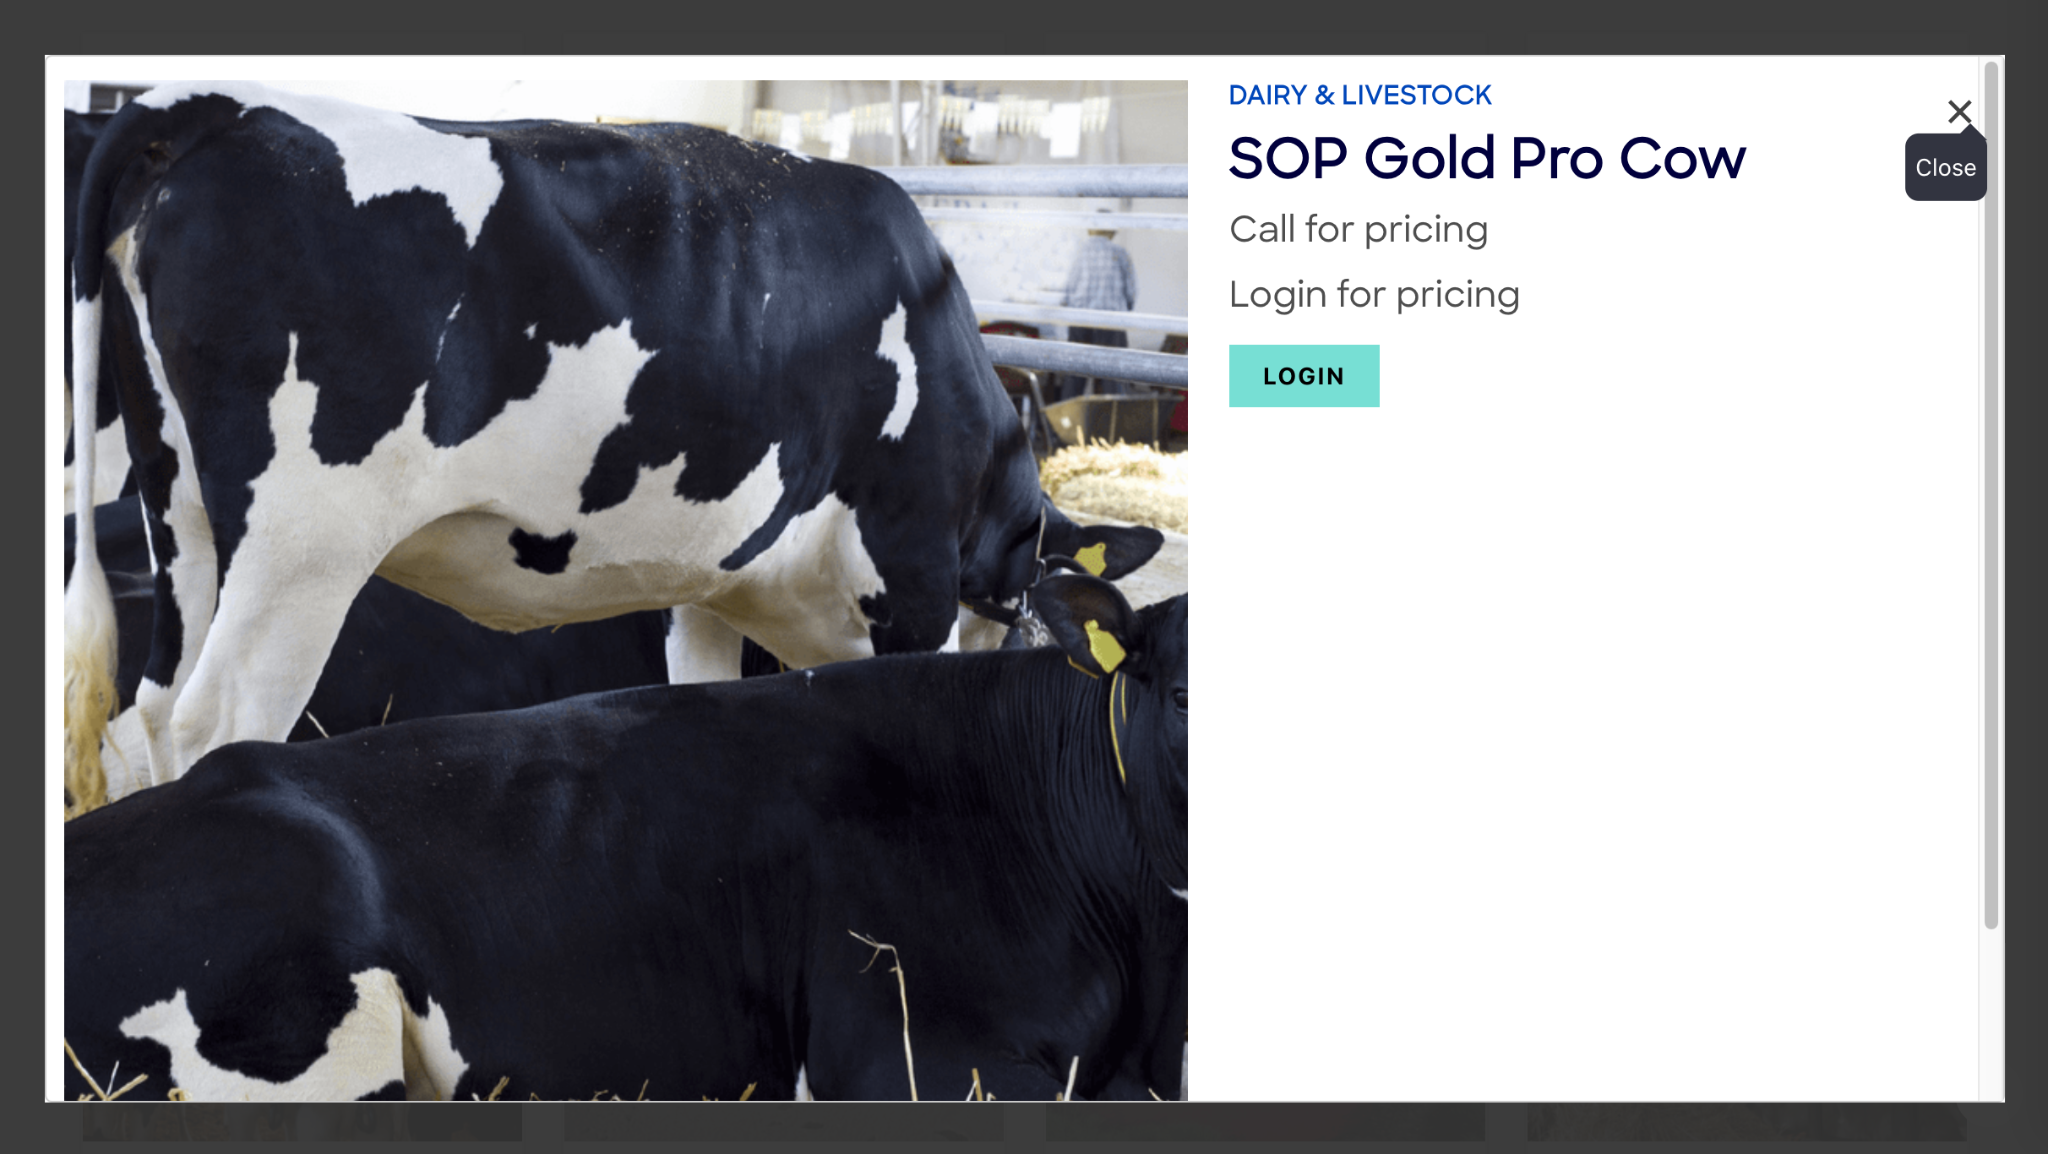 DAIRY & LIVESTOCK
SOP Gold Pro Cow
Close
Call for pricing
Login for pricing
LOGIN